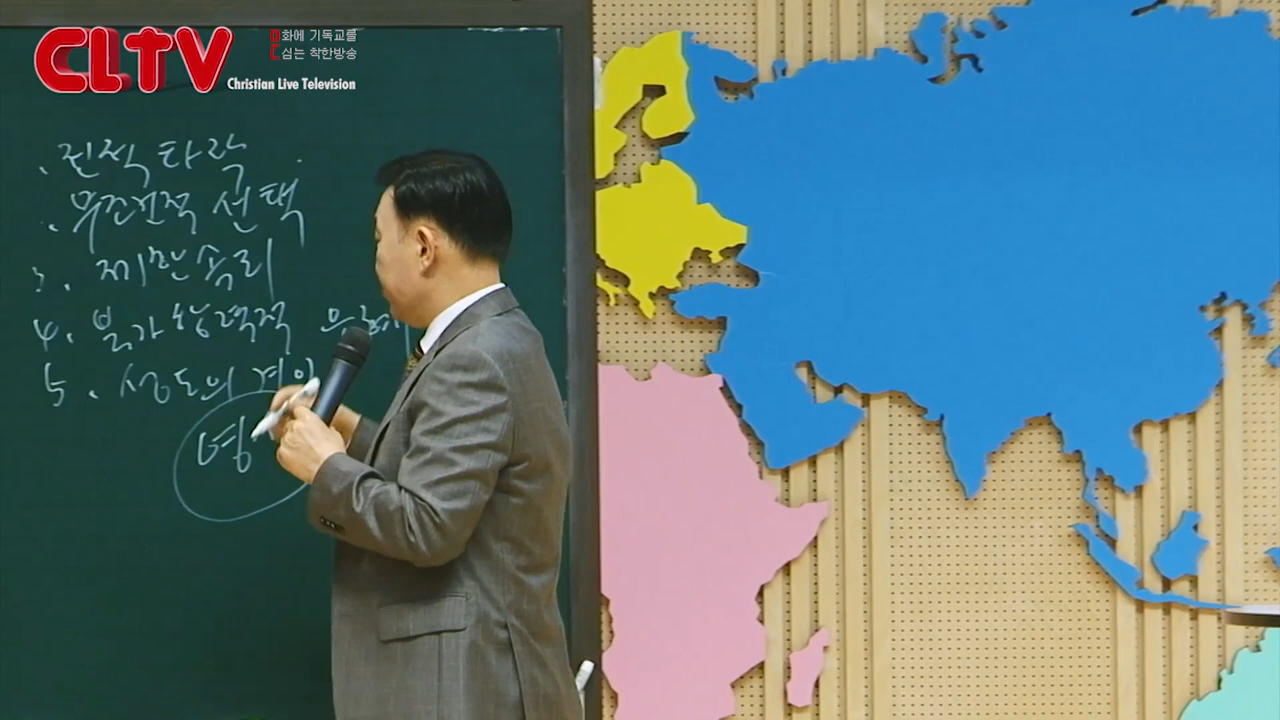 CLTV
문화에 기독교를
심는 착한방송
Christian Live Television
. 전적 타락
. 무조건적 선택
3. 제한속죄
4. 불가항력적 은혜
5. 성도의 견인
영